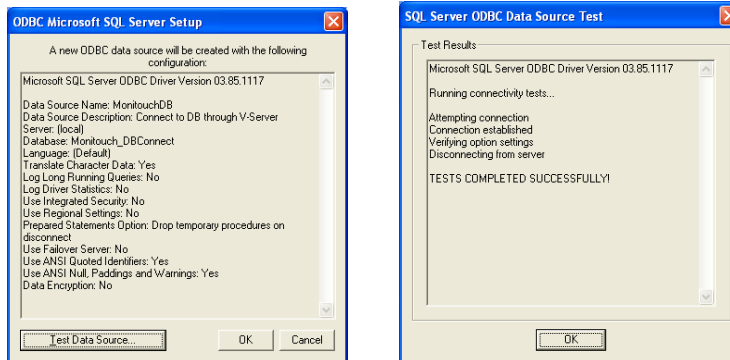 ODBC Microsoft SQL Server Setup
A new ODBC data source will be created with the following
configuration:
Microsoft SQL Server ODBC Driver Version 03.85.1117
Data Source Name: MonitouchDB
Data Source Description: Connect to DB through V-Server
Server: (local)
Database: Monitouch_DBConnect
Language: (Default)
Translate Character Data: Yes
Log Long Running Queries: No
Log Driver Statistics: No
Use Integrated Security: No
Use Regional Settings: No
Prepared Statements Option: Drop temporary procedures on
disconnect
Use Failover Server: No
Use ANSI Quoted Identifiers: Yes
Use ANSI Null, Paddings and Warnings: Yes
Data Encryption: No
Test Data Source...
OK
Cancel
SQL Server ODBC Data Source Test
Test Results
Microsoft SQL Server ODBC Driver Version 03.85.1117
Running connectivity tests...
Attempting connection
Connection established
Verifying option settings
Disconnecting from server
TESTS COMPLETED SUCCESSFULLY!
OK